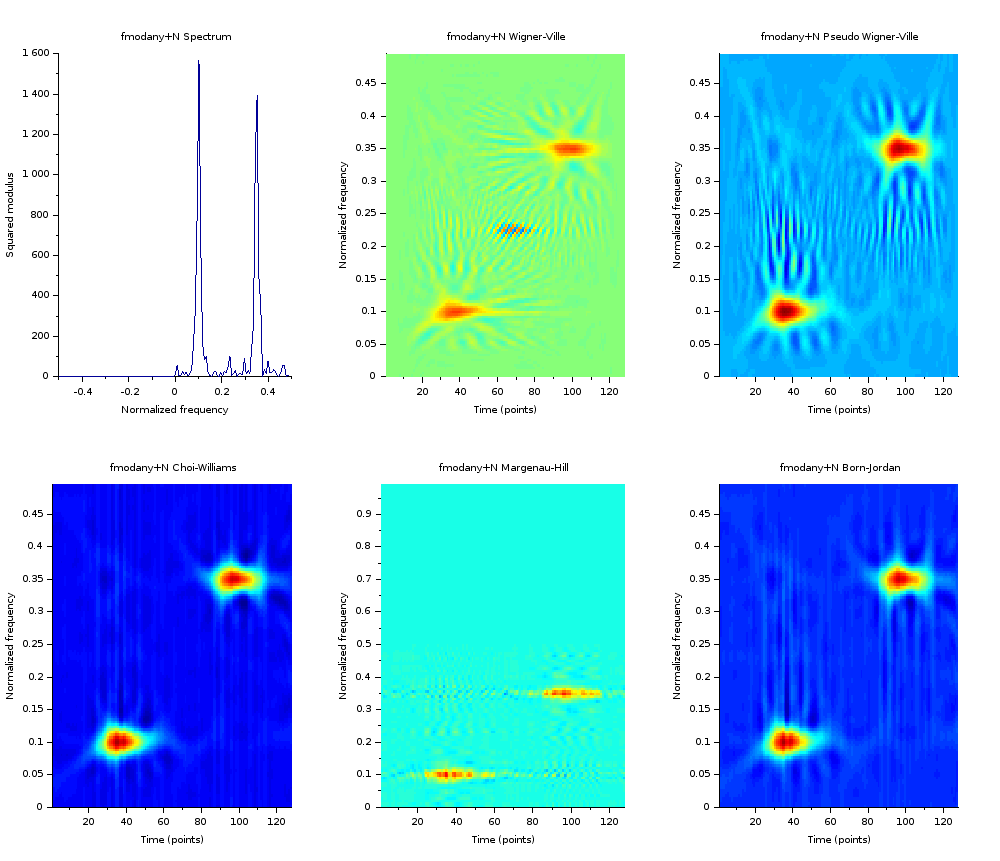 fmodany+N Spectrum
1 600
1 400
1 200
1 000
800
600
400
200
0
Squared modulus
-0.4 -0.2 0 0.2 0.4
Normalized frequency
fmodany+N Wigner-Ville
0.45
0.4
0.35
0.3
0.25
0.2
0.15
0.1
0.05
0
Normalized frequency
20 40 60 80 100 120
Time (points)
fmodany+N Pseudo Wigner-Ville
0.45
0.4
0.35
0.3
0.25
0.2
0.15
0.1
0.05
0
Normalized frequency
20 40 60 80 100 120
Time (points)
fmodany+N Choi-Williams
0.45
0.4
0.35
0.3
0.25
0.2
0.15
0.1
0.05
0
Normalized frequency
20 40 60 80 100 120
Time (points)
fmodany+N Margenau-Hill
0.9
0.8
0.7
0.6
0.5
0.4
0.3
0.2
0.1
0
Normalized frequency
20 40 60 80 100 120
Time (points)
fmodany+N Born-Jordan
0.45
0.4
0.35
0.3
0.25
0.2
0.15
0.1
0.05
0
Normalized frequency
20 40 60 80 100 120
Time (points)